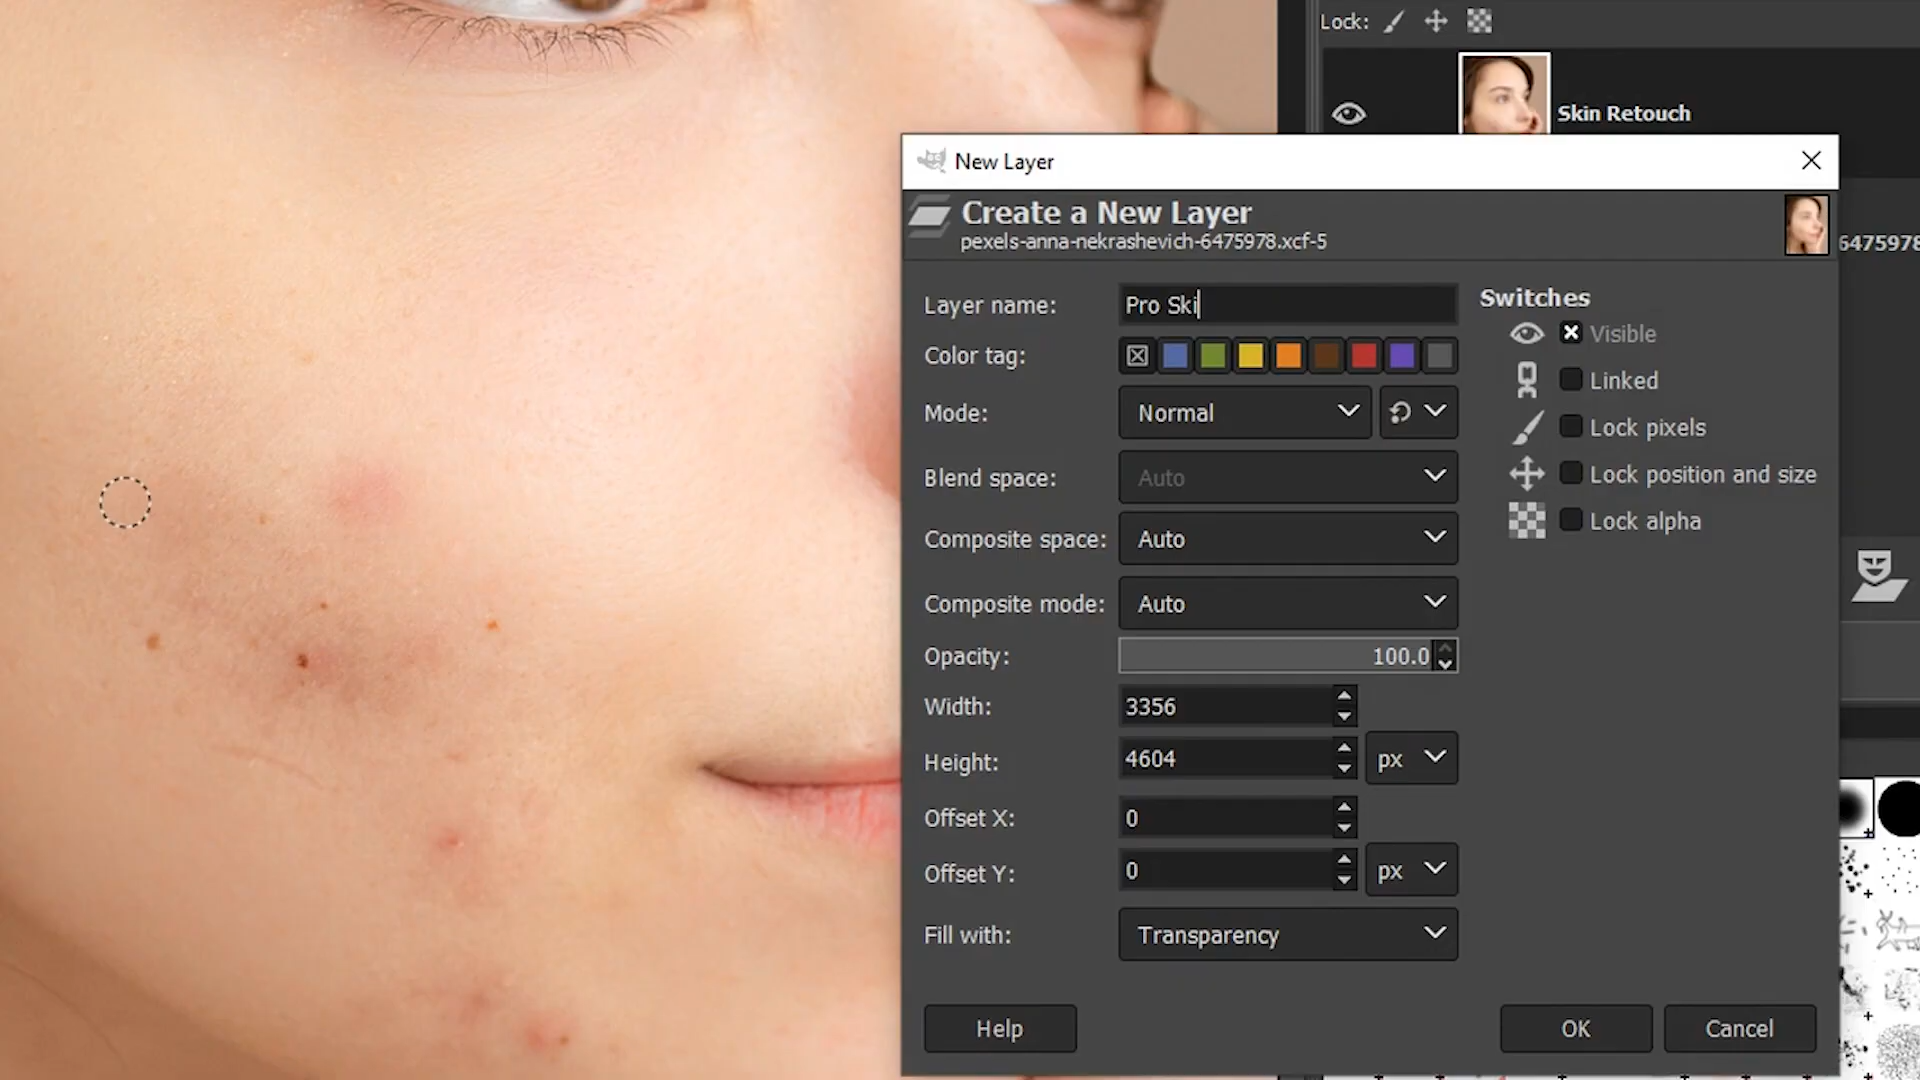 Lock:
Skin Retouch
New Layer
Create a New Layer
pexels-anna-nekrashevich-6475978.xcf-5
6475978
Layer name: Pro Ski
Switches
Visible
Color tag:
Linked
Mode: Normal
Lock pixels
Blend space: Auto
Lock position and size
Lock alpha
Composite space: Auto
Composite mode: Auto
Opacity: 100.0
Width: 3356
Height: 4604 px
Offset X: 0
Offset Y: 0 px
Fill with: Transparency
Help OK Cancel